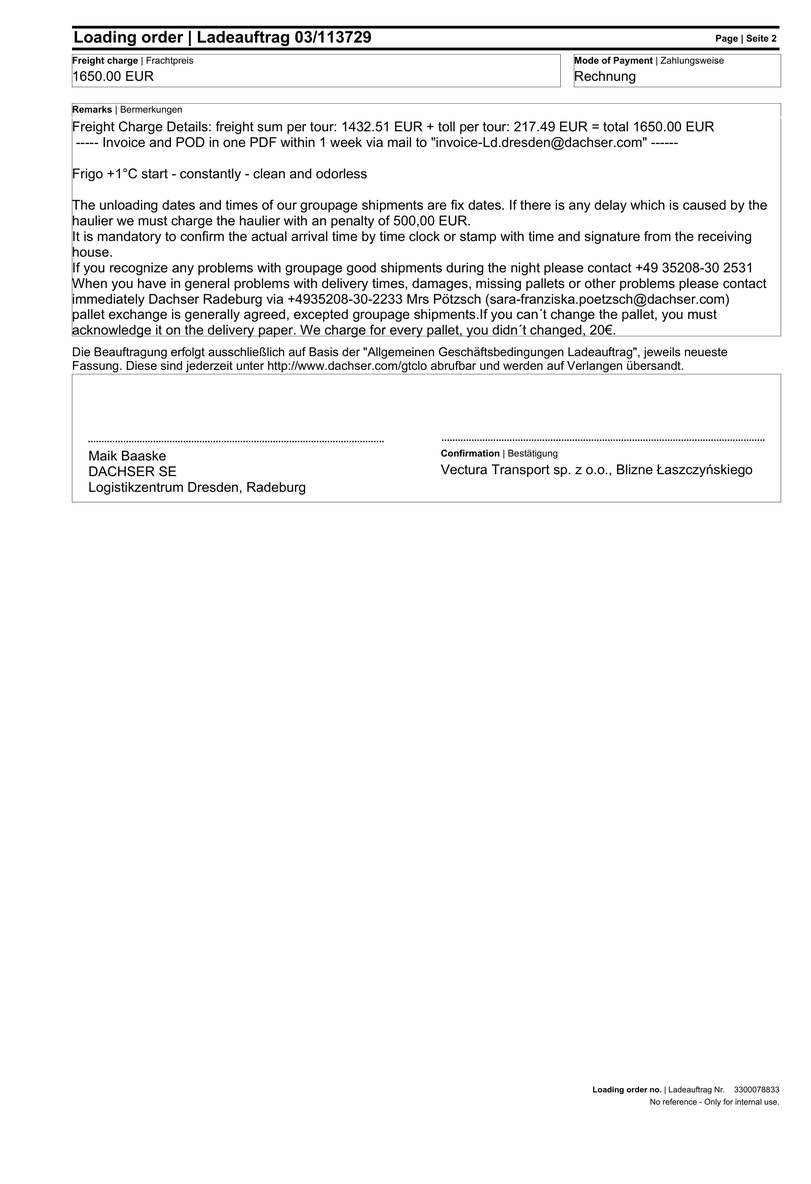 Loading order | Ladeauftrag 03/113729
Page | Seite 2
Freight charge | Frachtpreis
1650.00 EUR
Mode of Payment | Zahlungsweise
Rechnung
Remarks | Bermerkungen
Freight Charge Details: freight sum per tour: 1432.51 EUR + toll per tour: 217.49 EUR = total 1650.00 EUR
----- Invoice and POD in one PDF within 1 week via mail to "invoice-Ld.dresden@dachser.com" ------
Frigo +1°C start - constantly - clean and odorless
The unloading dates and times of our groupage shipments are fix dates. If there is any delay which is caused by the
haulier we must charge the haulier with an penalty of 500,00 EUR.
It is mandatory to confirm the actual arrival time by time clock or stamp with time and signature from the receiving
house.
If you recognize any problems with groupage good shipments during the night please contact +49 35208-30 2531
When you have in general problems with delivery times, damages, missing pallets or other problems please contact
immediately Dachser Radeburg via +4935208-30-2233 Mrs Pötzsch (sara-franziska.poetzsch@dachser.com)
pallet exchange is generally agreed, excepted groupage shipments.If you can´t change the pallet, you must
acknowledge it on the delivery paper. We charge for every pallet, you didn´t changed, 20€.
Die Beauftragung erfolgt ausschließlich auf Basis der "Allgemeinen Geschäftsbedingungen Ladeauftrag", jeweils neueste
Fassung. Diese sind jederzeit unter http://www.dachser.com/gtclo abrufbar und werden auf Verlangen übersandt.
Maik Baaske
DACHSER SE
Logistikzentrum Dresden, Radeburg
Confirmation | Bestätigung
Vectura Transport sp. z o.o., Blizne Łaszczyńskiego
Loading order no. | Ladeauftrag Nr. 3300078833
No reference - Only for internal use.